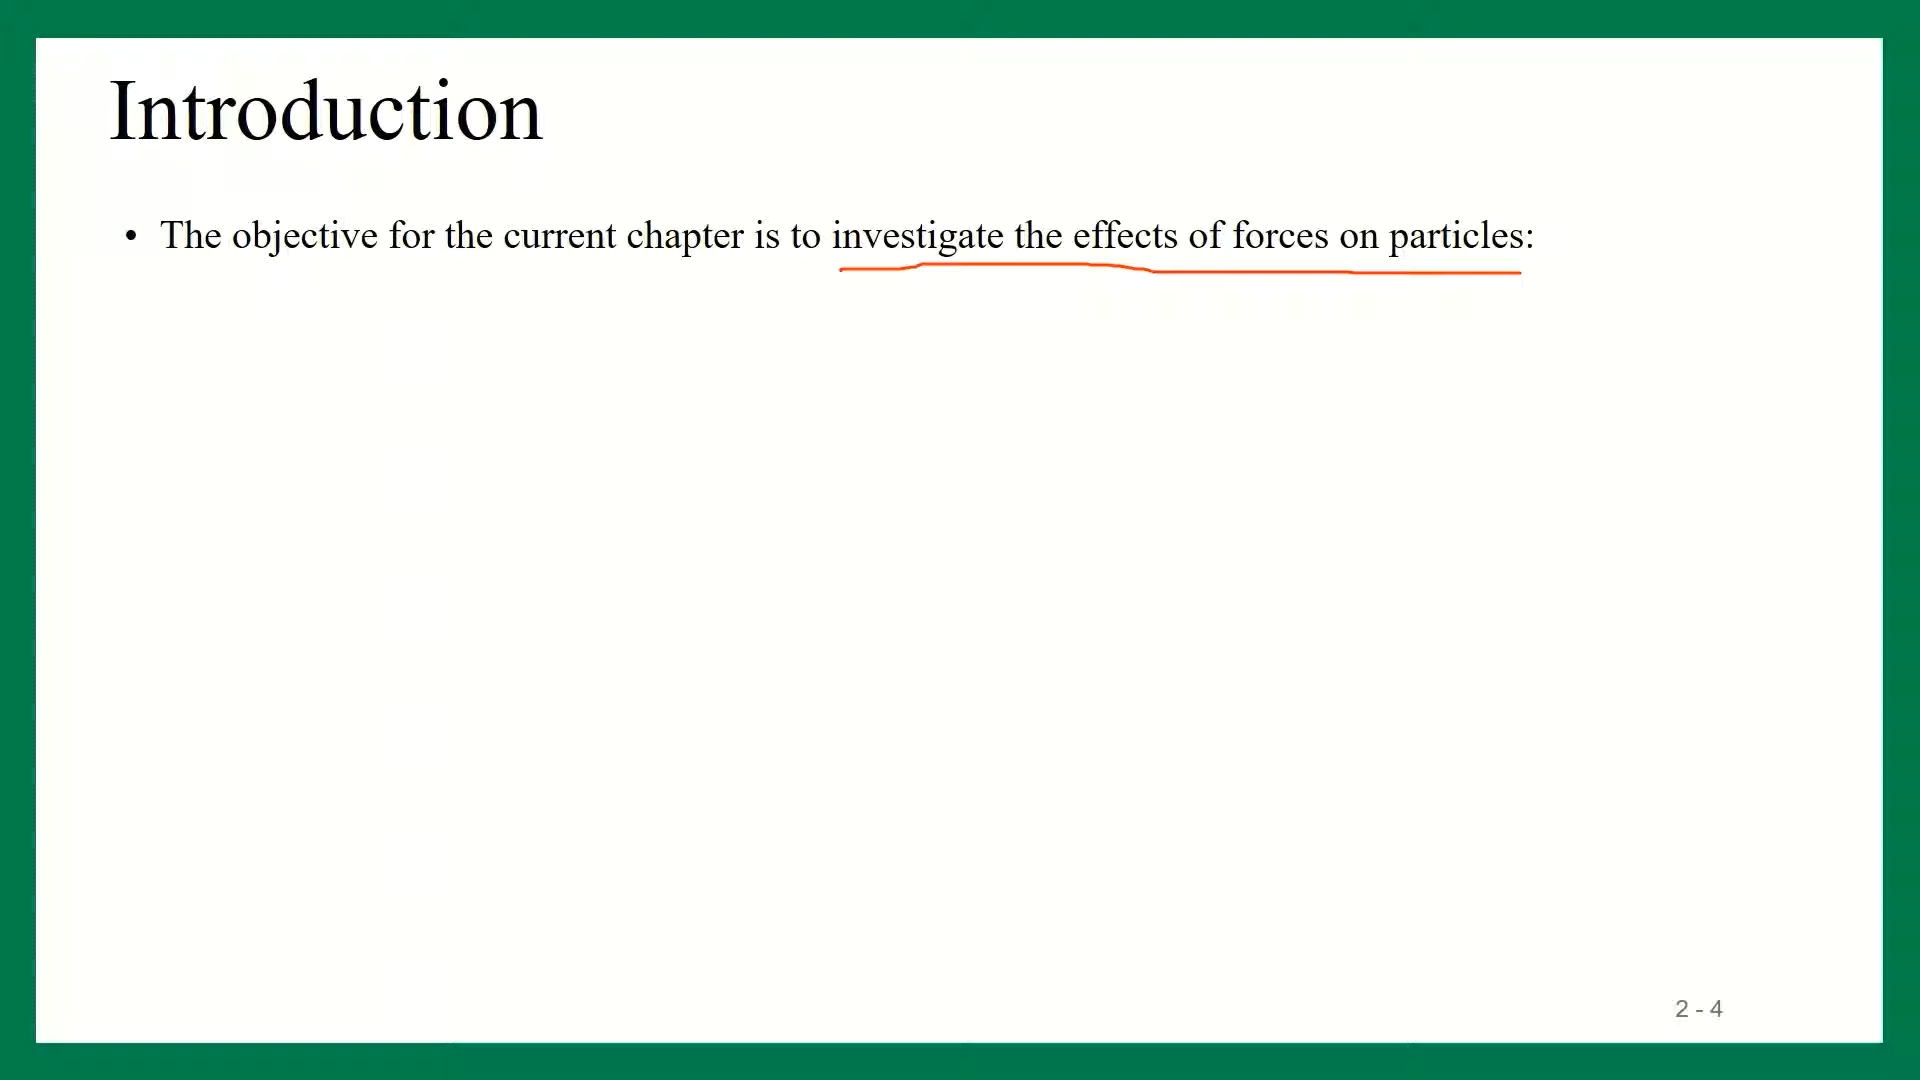 Introduction
• The objective for the current chapter is to investigate the effects of forces on particles:
2 - 4